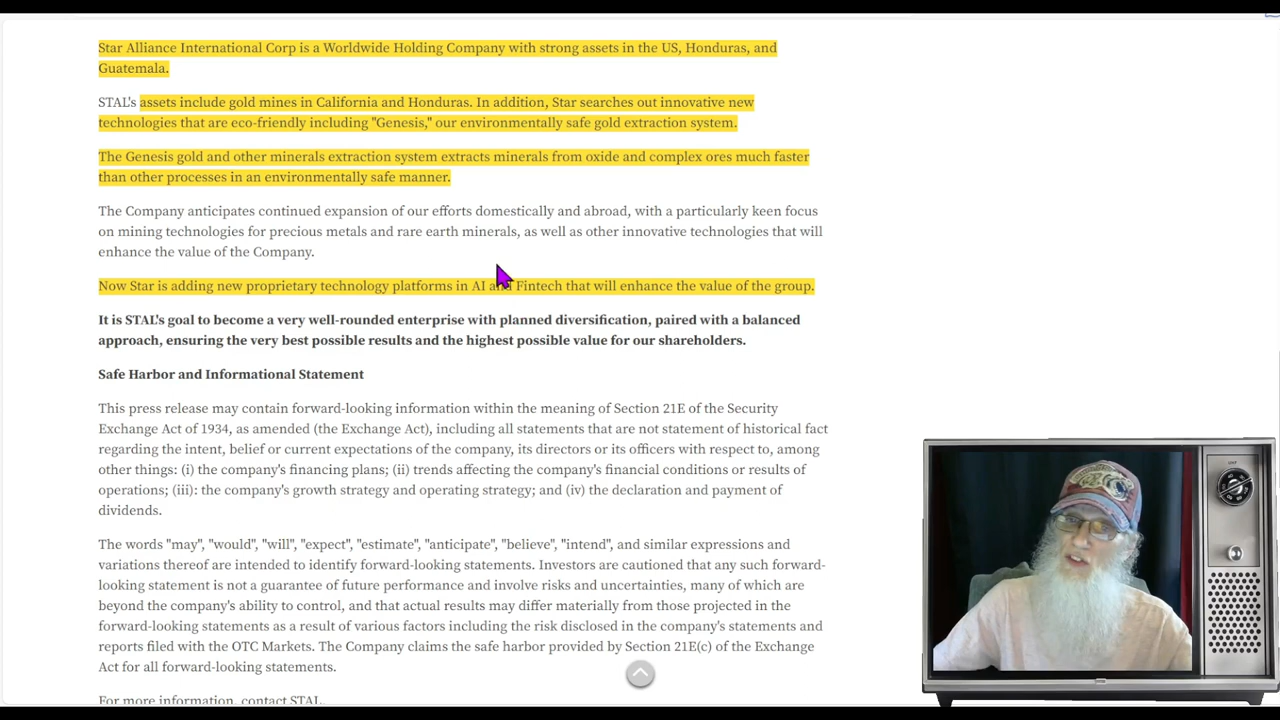 Star Alliance International Corp is a Worldwide Holding Company with strong assets in the US, Honduras, and
Guatemala.
STAL's assets include gold mines in California and Honduras. In addition, Star searches out innovative new
technologies that are eco-friendly including "Genesis," our environmentally safe gold extraction system.
The Genesis gold and other minerals extraction system extracts minerals from oxide and complex ores much faster
than other processes in an environmentally safe manner.
The Company anticipates continued expansion of our efforts domestically and abroad, with a particularly keen focus
on mining technologies for precious metals and rare earth minerals, as well as other innovative technologies that will
enhance the value of the Company.
Now Star is adding new proprietary technology platforms in AI and Fintech that will enhance the value of the group.
It is STAL's goal to become a very well-rounded enterprise with planned diversification, paired with a balanced
approach, ensuring the very best possible results and the highest possible value for our shareholders.
Safe Harbor and Informational Statement
This press release may contain forward-looking information within the meaning of Section 21E of the Security
Exchange Act of 1934, as amended (the Exchange Act), including all statements that are not statement of historical fact
regarding the intent, belief or current expectations of the company, its directors or its officers with respect to, among
other things: (i) the company's financing plans; (ii) trends affecting the company's financial conditions or results of
operations; (iii): the company's growth strategy and operating strategy; and (iv) the declaration and payment of
dividends.
The words "may", "would", "will", "expect", "estimate", "anticipate", "believe", "intend", and similar expressions and
variations thereof are intended to identify forward-looking statements. Investors are cautioned that any such forward-
looking statement is not a guarantee of future performance and involve risks and uncertainties, many of which are
beyond the company's ability to control, and that actual results may differ materially from those projected in the
forward-looking statements as a result of various factors including the risk disclosed in the company's statements and
reports filed with the OTC Markets. The Company claims the safe harbor provided by Section 21E(c) of the Exchange
Act for all forward-looking statements.
For more information, contact STAL.